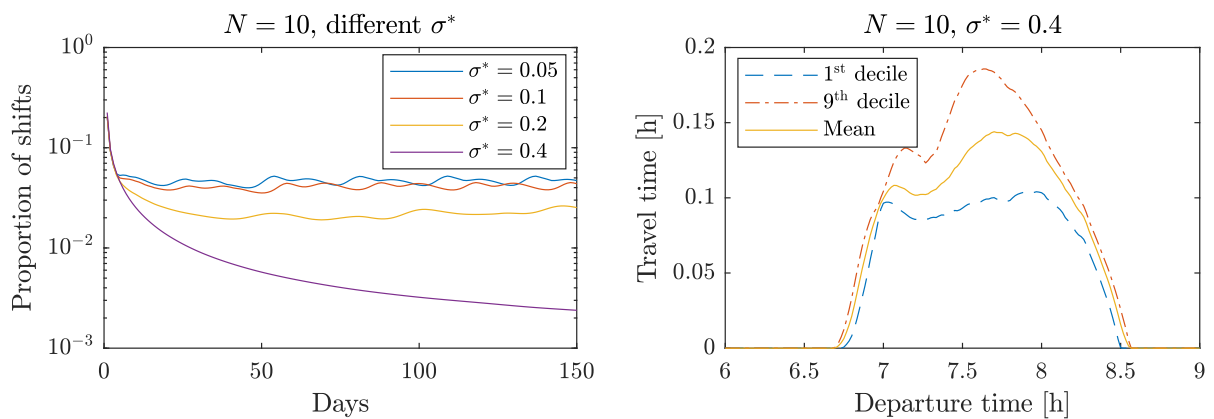 N = 10, different σ*
10⁰
10⁻¹
10⁻²
10⁻³
Proportion of shifts
σ* = 0.05
σ* = 0.1
σ* = 0.2
σ* = 0.4
0 50 100 150
Days
N = 10, σ* = 0.4
0.2
0.15
0.1
0.05
0
Travel time [h]
1st decile
9th decile
Mean
6 6.5 7 7.5 8 8.5 9
Departure time [h]